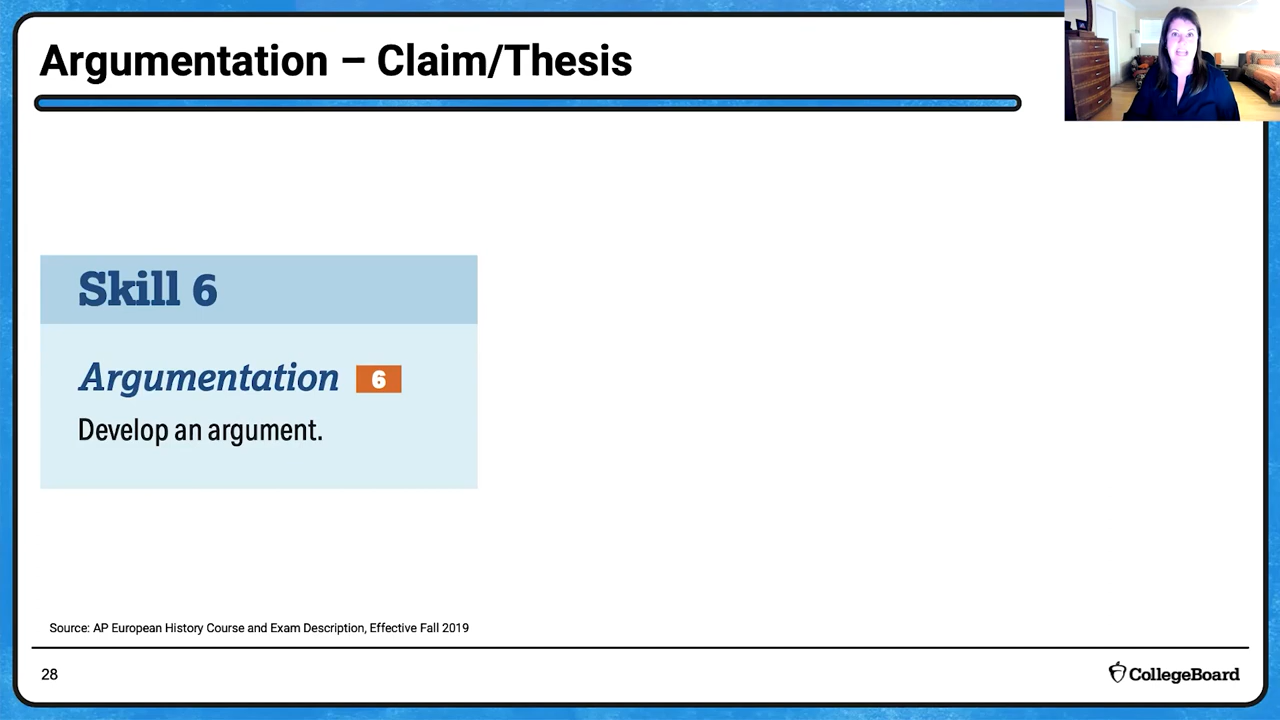 Argumentation – Claim/Thesis
Skill 6
Argumentation 6
Develop an argument.
Source: AP European History Course and Exam Description, Effective Fall 2019
28
CollegeBoard